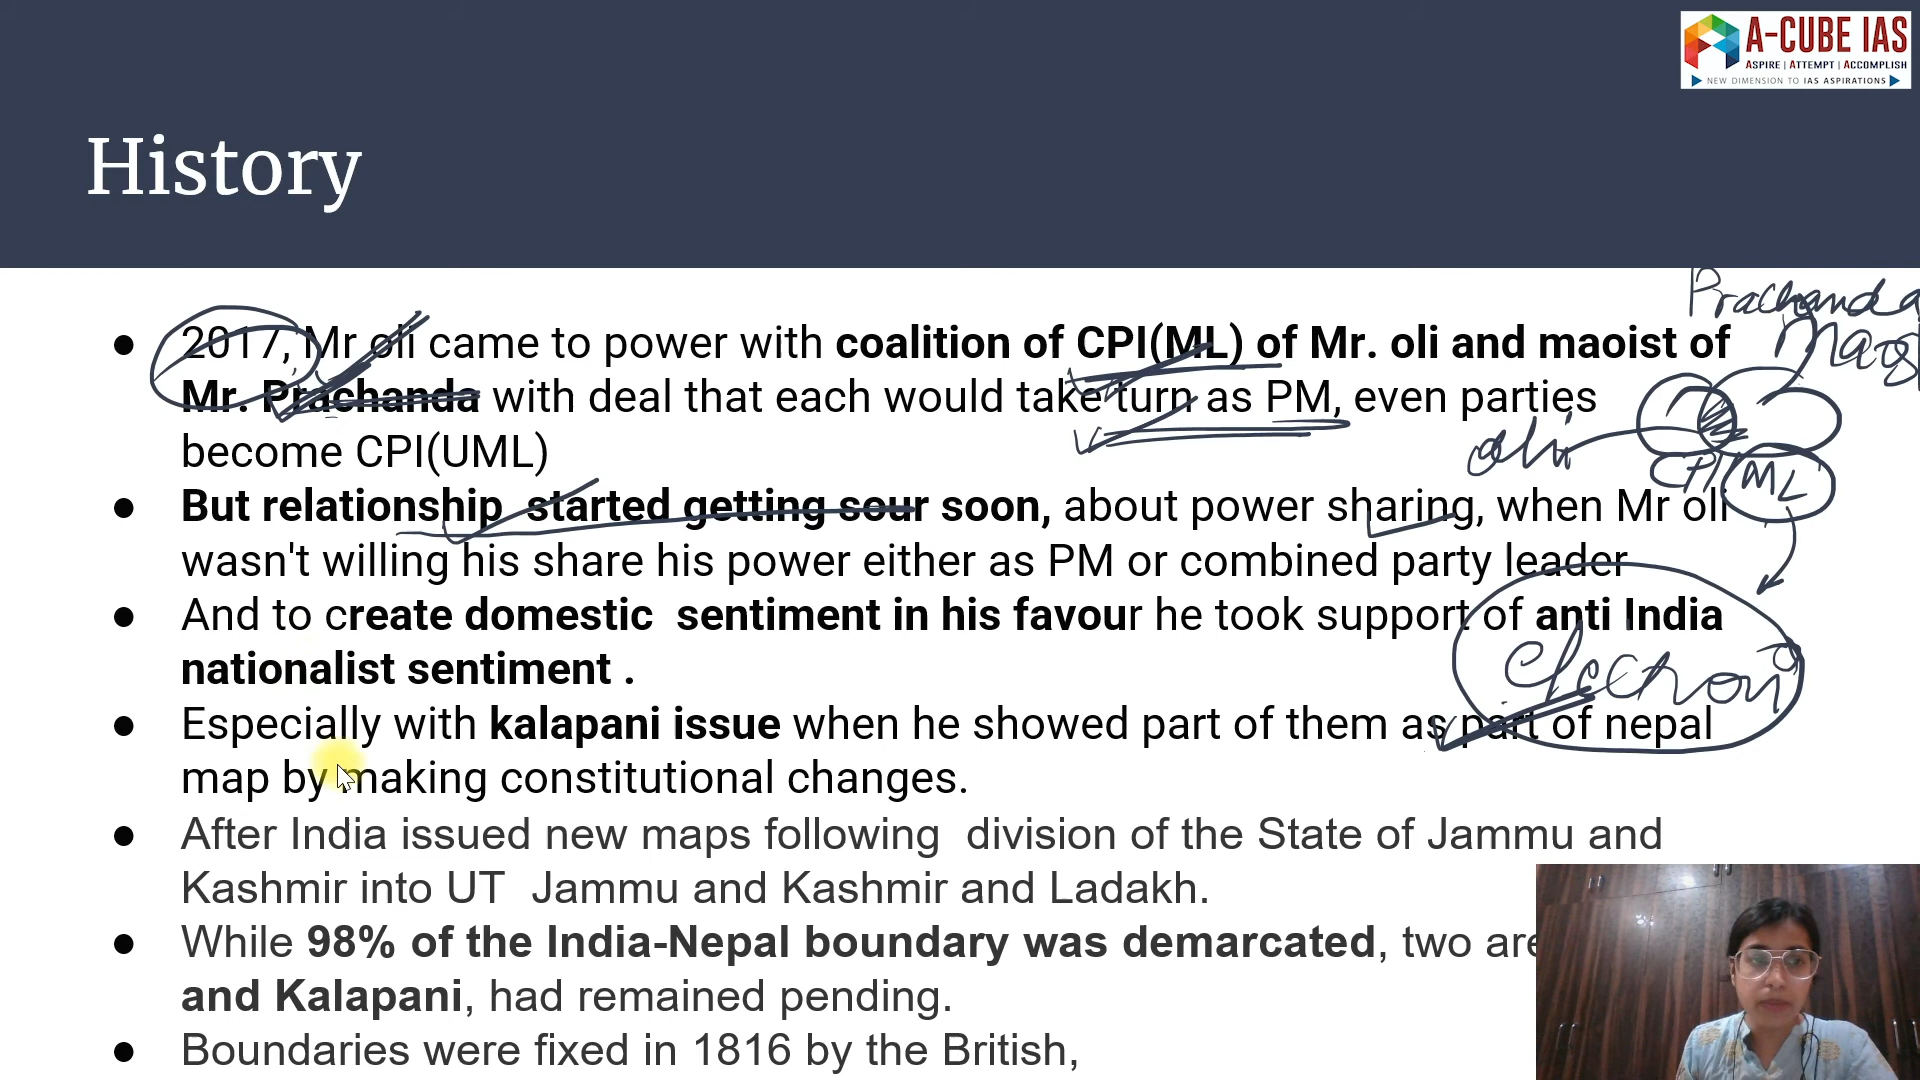 A-CUBE IAS
ASPIRE | ATTEMPT | ACCOMPLISH
NEW DIMENSION TO IAS ASPIRATIONS
History
Prachanda
● 2017, Mr oli came to power with coalition of CPI(ML) of Mr. oli and maoist of
Mr. Prachanda with deal that each would take turn as PM, even parties
become CPI(UML)
oli
CPI ML
● But relationship started getting sour soon, about power sharing, when Mr oli
wasn't willing his share his power either as PM or combined party leader
● And to create domestic sentiment in his favour he took support of anti India
nationalist sentiment .
Election
● Especially with kalapani issue when he showed part of them as part of nepal
map by making constitutional changes.
● After India issued new maps following division of the State of Jammu and
Kashmir into UT Jammu and Kashmir and Ladakh.
● While 98% of the India-Nepal boundary was demarcated, two
and Kalapani, had remained pending.
● Boundaries were fixed in 1816 by the British,